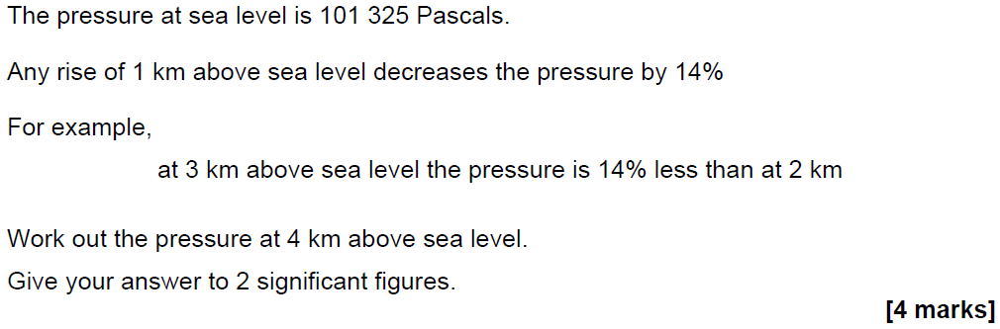 The pressure at sea level is 101 325 Pascals.
Any rise of 1 km above sea level decreases the pressure by 14%
For example,
at 3 km above sea level the pressure is 14% less than at 2 km
Work out the pressure at 4 km above sea level.
Give your answer to 2 significant figures.
[4 marks]